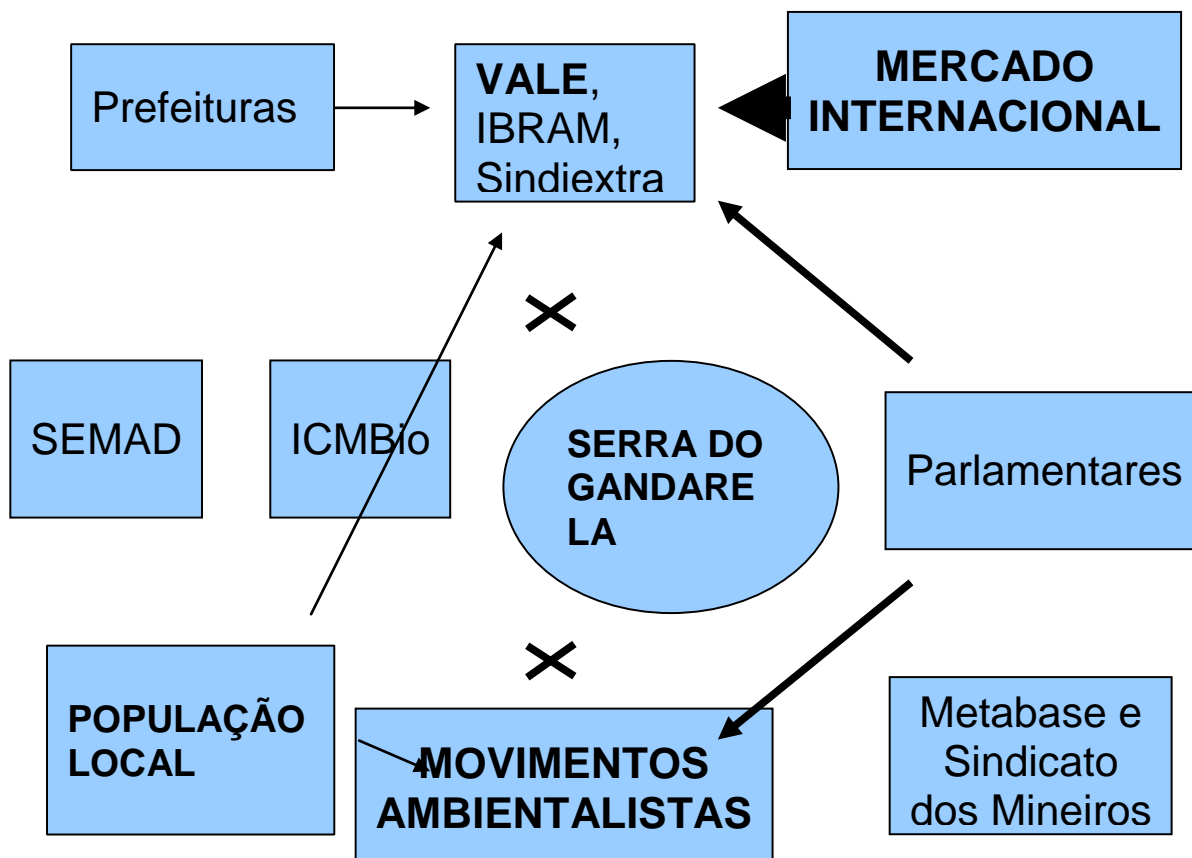 Prefeituras
VALE,
IBRAM,
Sindiextra
MERCADO
INTERNACIONAL
SEMAD
ICMBio
SERRA DO
GANDARE
LA
Parlamentares
POPULAÇÃO
LOCAL
MOVIMENTOS
AMBIENTALISTAS
Metabase e
Sindicato
dos Mineiros